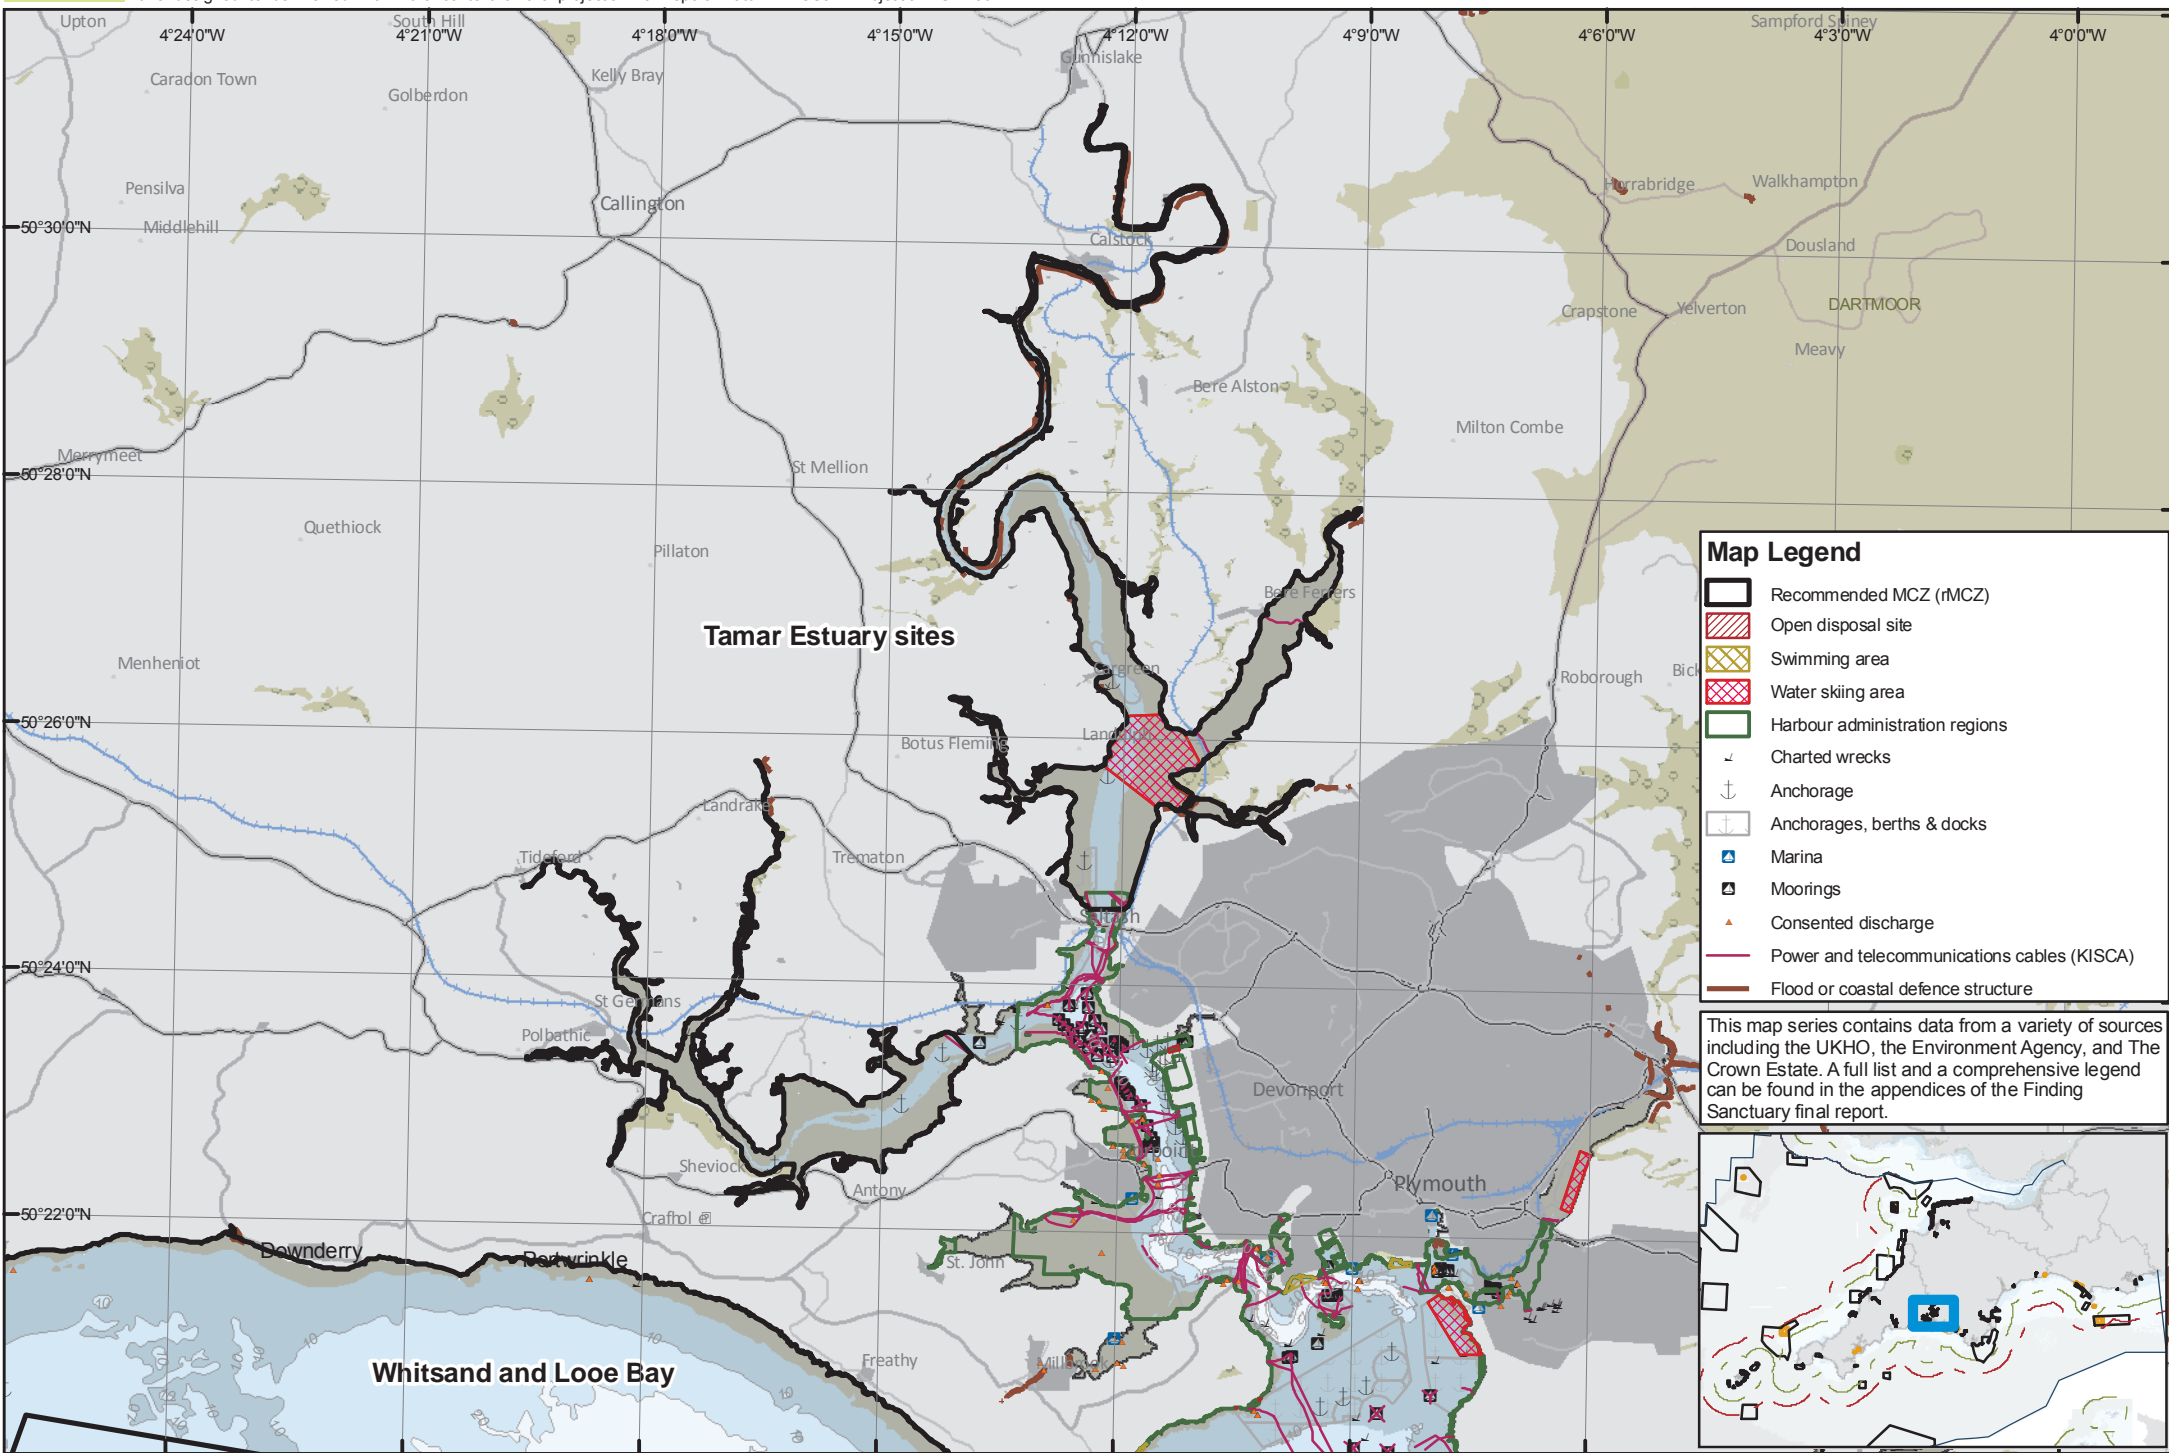 Upton
South Hill
Sampford Spiney
4°24'0"W
4°21'0"W
4°18'0"W
4°15'0"W
4°12'0"W
4°9'0"W
4°6'0"W
4°3'0"W
4°0'0"W
Gunnislake
Kelly Bray
Caradon Town
Golberdon
Pensilva
Callington
Horrabridge
Walkhampton
Middlehill
50°30'0"N
Calstock
Dousland
Crapstone
Yelverton
DARTMOOR
Meavy
Bere Alston
Milton Combe
Merrymeet
St Mellion
50°28'0"N
Quethiock
Pillaton
Bere Ferrers
Tamar Estuary sites
Menheniot
Cargreen
Roborough
50°26'0"N
Botus Fleming
Landrake
Tideford
Trematon
Saltash
50°24'0"N
St Germans
Polbathic
Devonport
Sheviock
Antony
Plymouth
50°22'0"N
Crafhole
Downderry
Portwrinkle
St. John
Freathy
Millbrook
Whitsand and Looe Bay
Map Legend
Recommended MCZ (rMCZ)
Open disposal site
Swimming area
Water skiing area
Harbour administration regions
Charted wrecks
Anchorage
Anchorages, berths & docks
Marina
Moorings
Consented discharge
Power and telecommunications cables (KISCA)
Flood or coastal defence structure
This map series contains data from a variety of sources
including the UKHO, the Environment Agency, and The
Crown Estate. A full list and a comprehensive legend
can be found in the appendices of the Finding
Sanctuary final report.